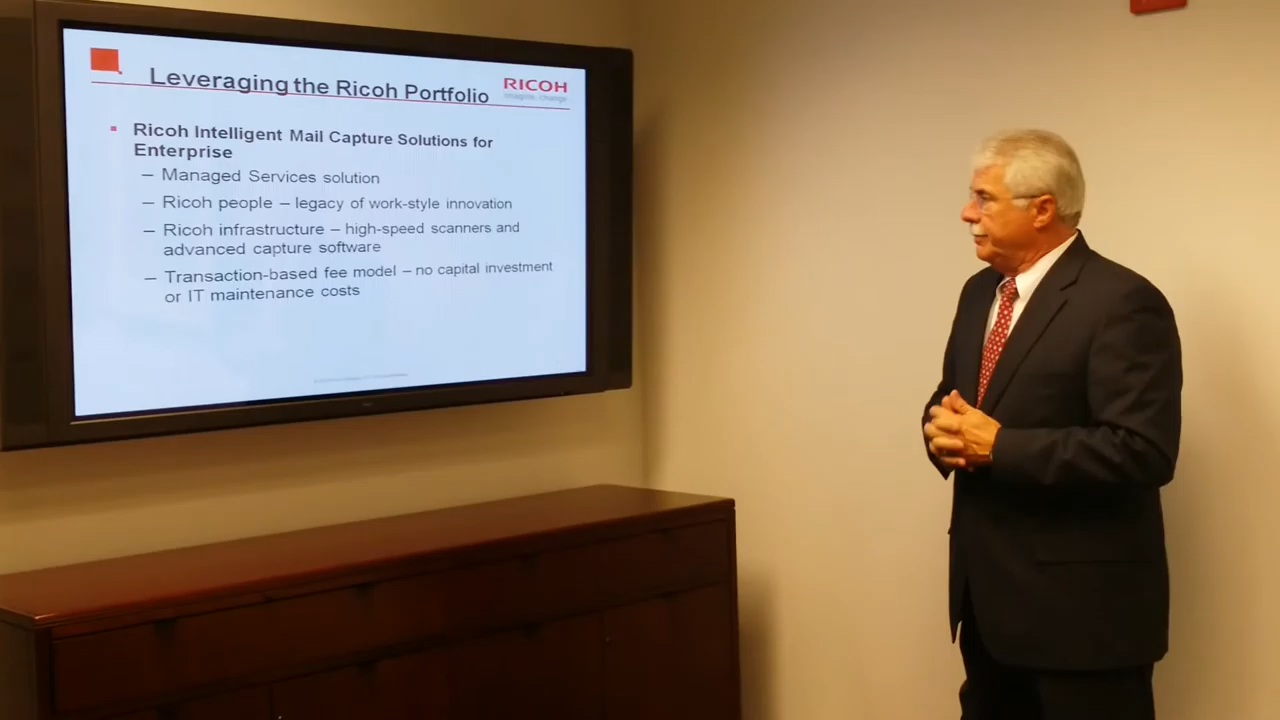 Leveraging the Ricoh Portfolio
RICOH
imagine. change.
Ricoh Intelligent Mail Capture Solutions for
Enterprise
– Managed Services solution
– Ricoh people – legacy of work-style innovation
– Ricoh infrastructure – high-speed scanners and
advanced capture software
– Transaction-based fee model – no capital investment
or IT maintenance costs